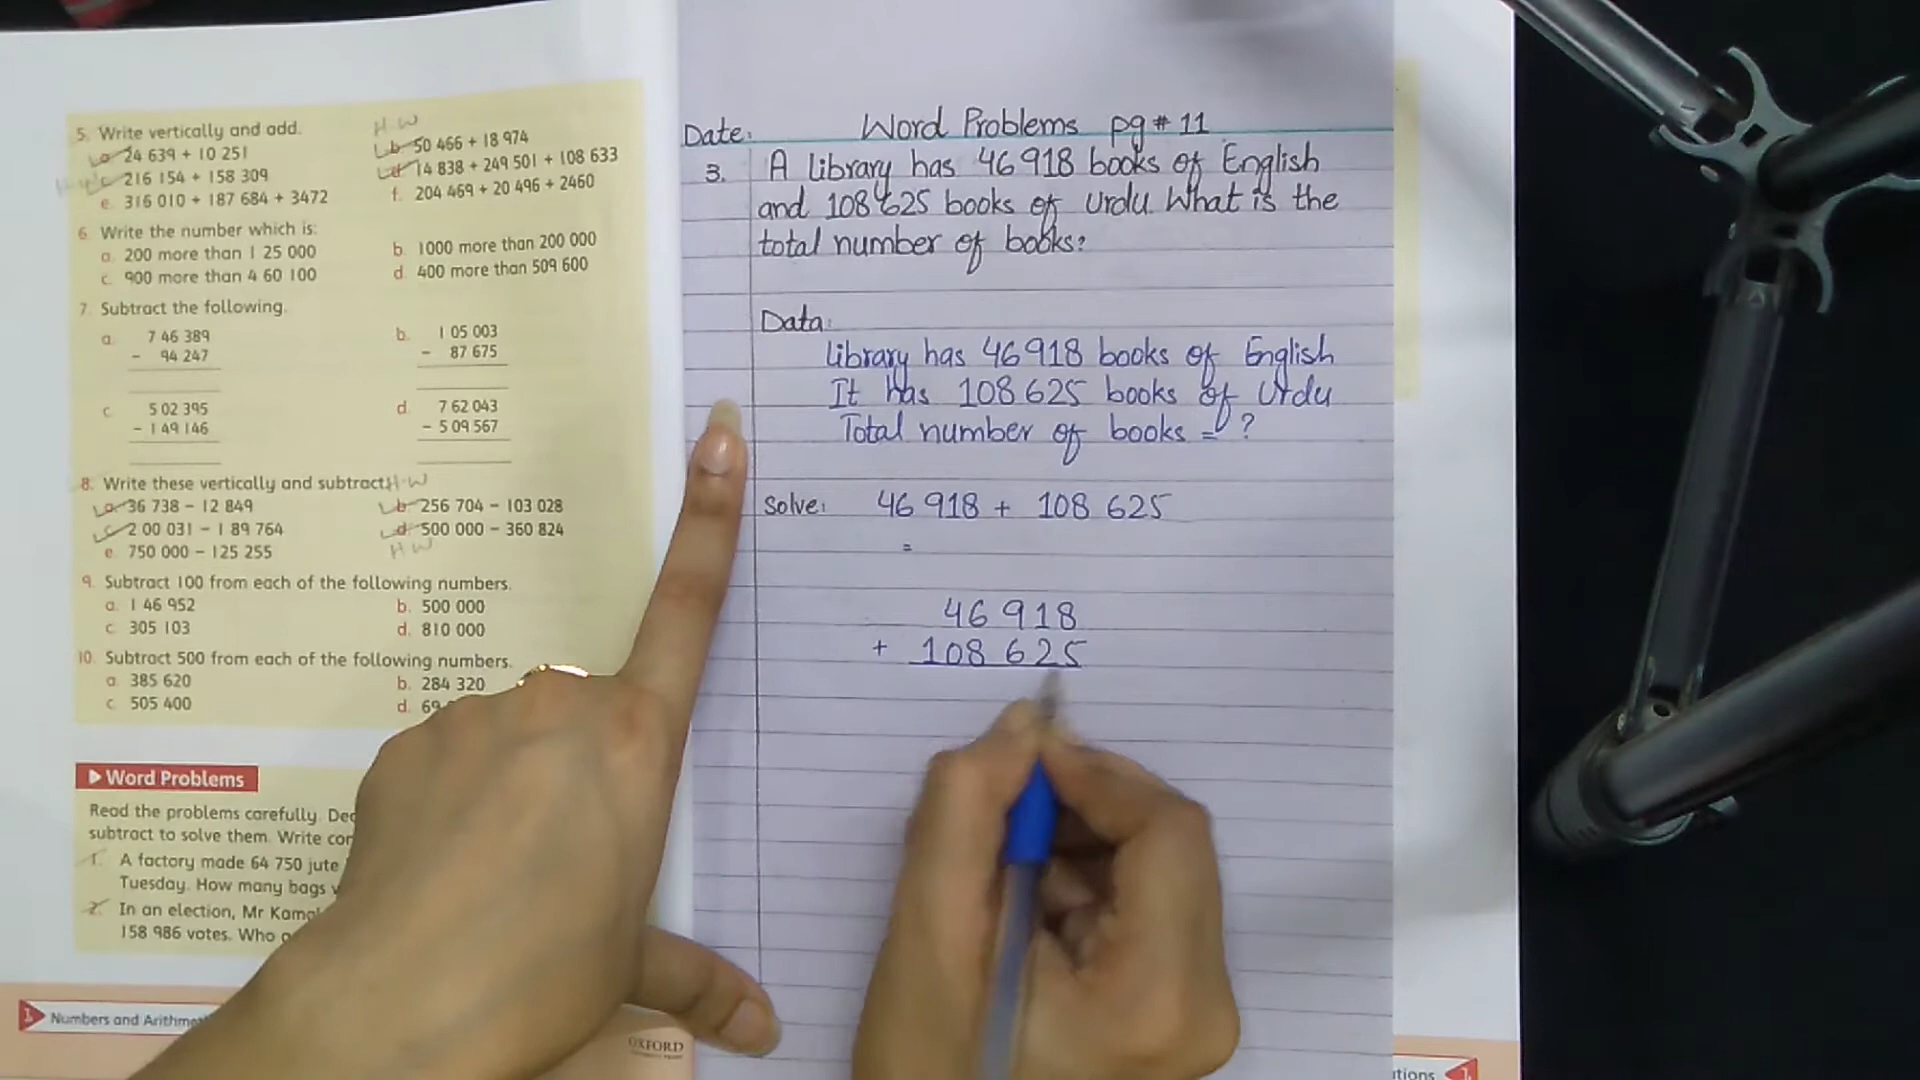 5. Write vertically and add.
H W
a. 24 639 + 10 251
b. 50 466 + 18 974
c. 216 154 + 158 309
d. 14 838 + 249 501 + 108 633
e. 316 010 + 187 684 + 3472
f. 204 469 + 20 496 + 2460
6. Write the number which is:
a. 200 more than 1 25 000
b. 1000 more than 200 000
c. 900 more than 4 60 100
d. 400 more than 509 600
7. Subtract the following.
a. 7 46 389
- 94 247
b. 1 05 003
- 87 675
c. 5 02 395
- 1 49 146
d. 7 62 043
- 5 09 567
8. Write these vertically and subtract. H.W
a. 36 738 - 12 849
b. 256 704 - 103 028
c. 2 00 031 - 1 89 764
d. 500 000 - 360 824
e. 750 000 - 125 255
H W
9. Subtract 100 from each of the following numbers.
a. 1 46 952
b. 500 000
c. 305 103
d. 810 000
10. Subtract 500 from each of the following numbers.
a. 385 620
b. 284 320
c. 505 400
d. 69
Word Problems
Read the problems carefully.
subtract to solve them. Write
1. A factory made 64 750 jute
Tuesday. How many bags
2. In an election, Mr
158 986 votes. Who
1 Numbers and
OXFORD
Date: Word Problems pg # 11
3. A library has 46 918 books of English
and 108 625 books of Urdu. What is the
total number of books?
Data:
library has 46918 books of English
It has 108 625 books of Urdu
Total number of books = ?
Solve: 46 918 + 108 625
=
46 918
+ 108 625
1